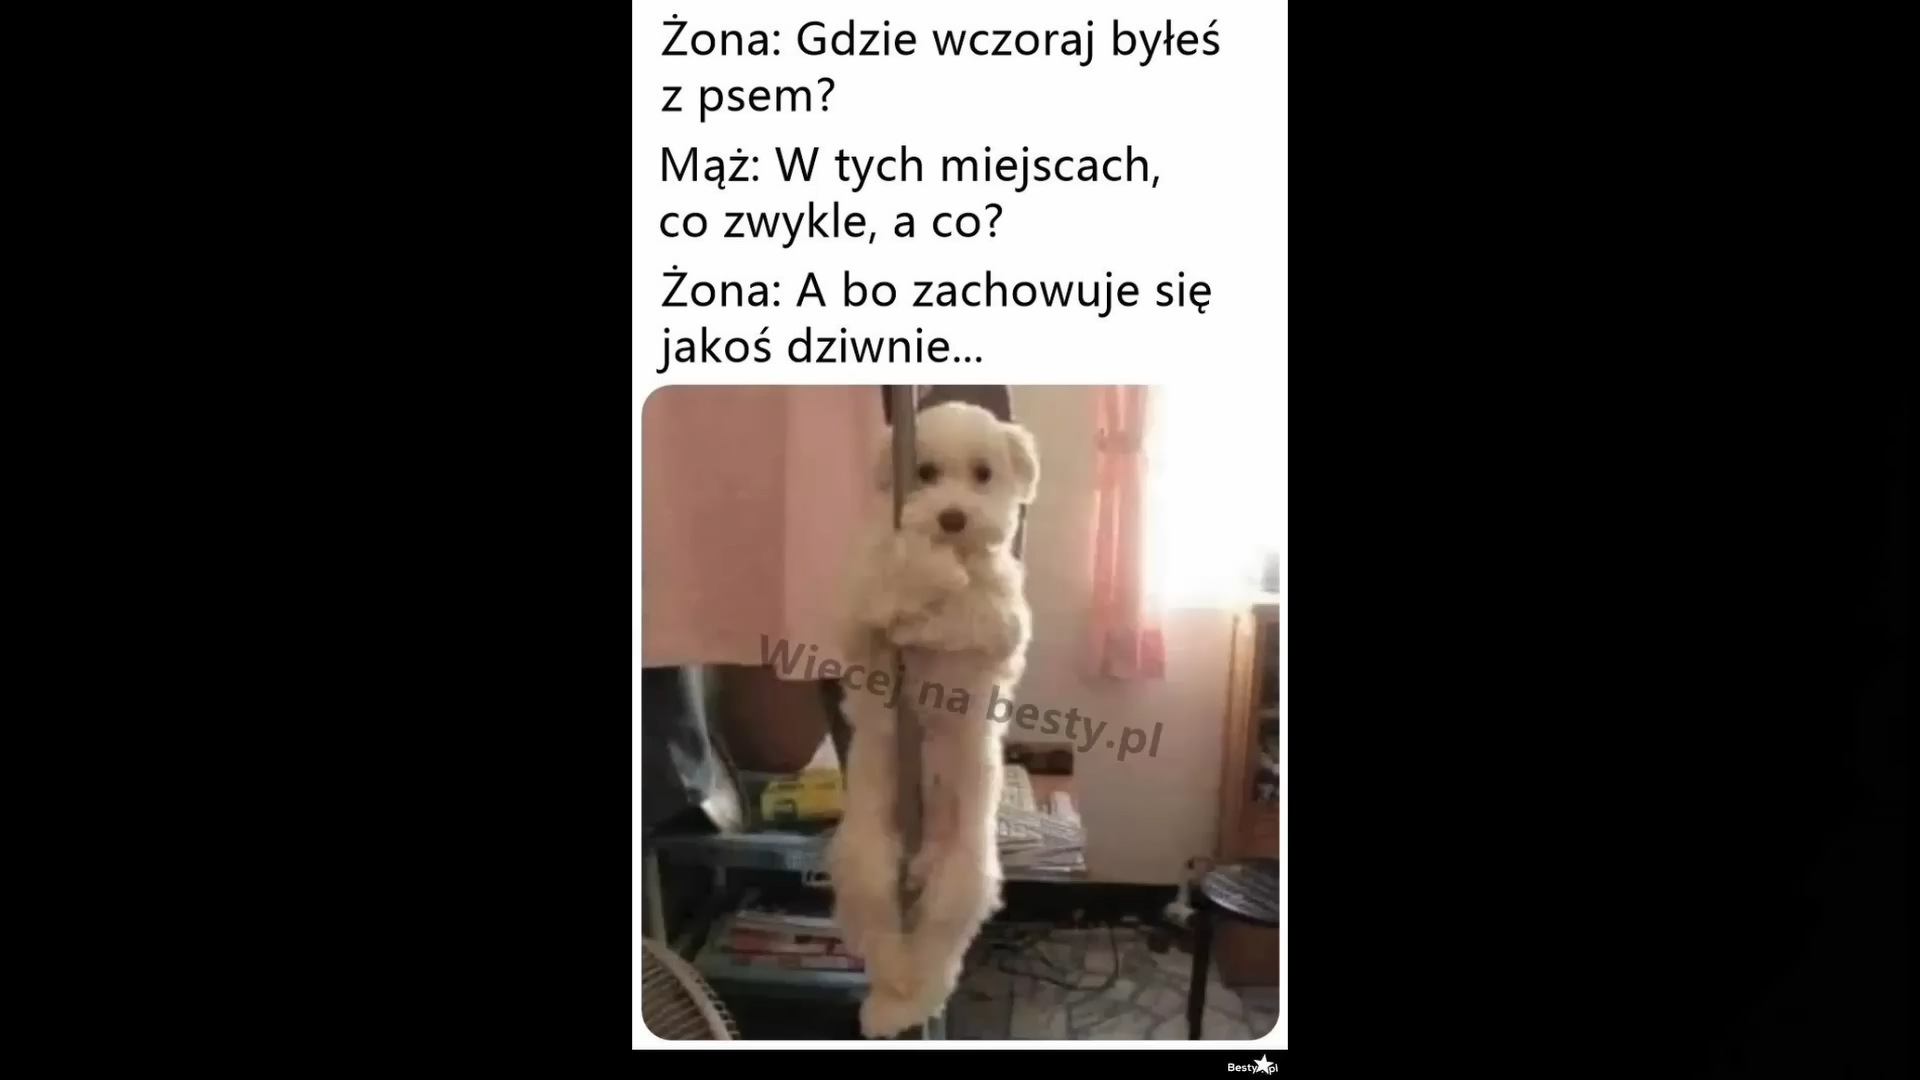 Żona: Gdzie wczoraj byłeś
z psem?
Mąż: W tych miejscach,
co zwykle, a co?
Żona: A bo zachowuje się
jakoś dziwnie...
Wiecej na besty.pl
Besty.pl